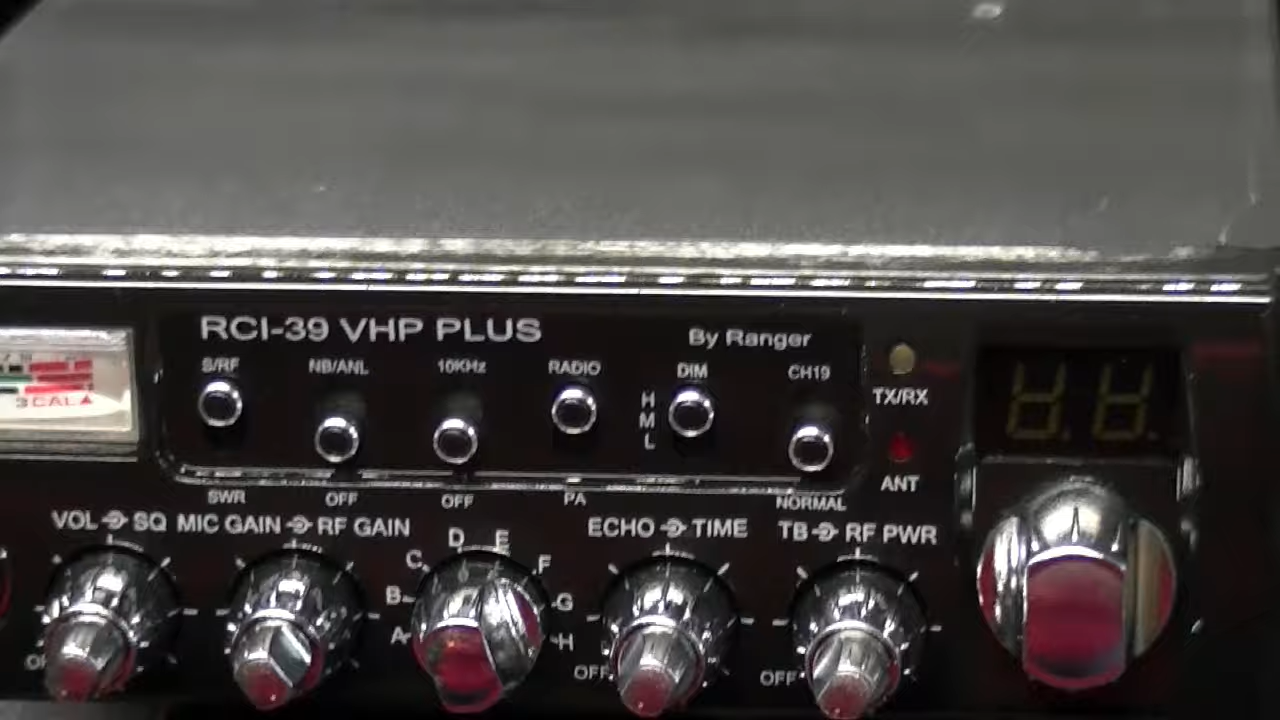 RCI-39 VHP PLUS By Ranger
S/RF NB/ANL 10KHz RADIO DIM CH19
H
M
L
TX/RX
3 CAL
ANT
SWR OFF OFF PA NORMAL
VOL SQ MIC GAIN RF GAIN ECHO TIME TB RF PWR
A B C D E F G H
OFF OFF